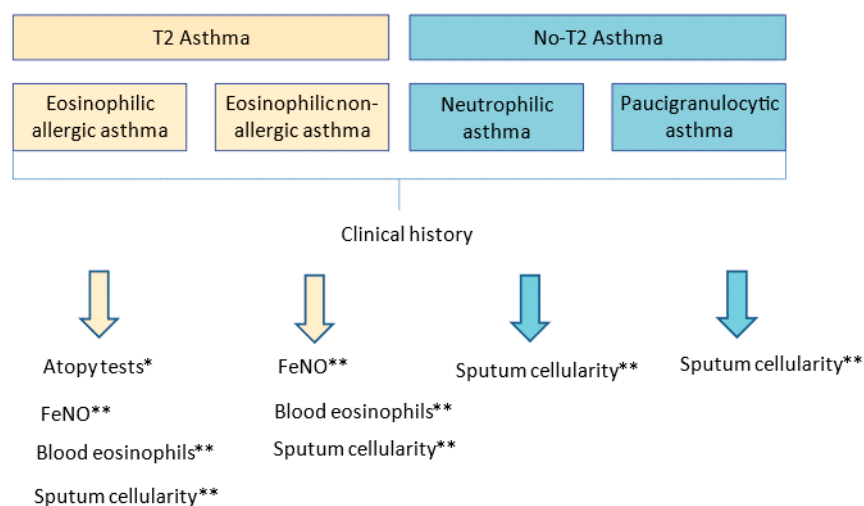 T2 Asthma
No-T2 Asthma
Eosinophilic
allergic asthma
Eosinophilic non-
allergic asthma
Neutrophilic
asthma
Paucigranulocytic
asthma
Clinical history
Atopy tests*
FeNO**
Blood eosinophils**
Sputum cellularity**
FeNO**
Blood eosinophils**
Sputum cellularity**
Sputum cellularity**
Sputum cellularity**